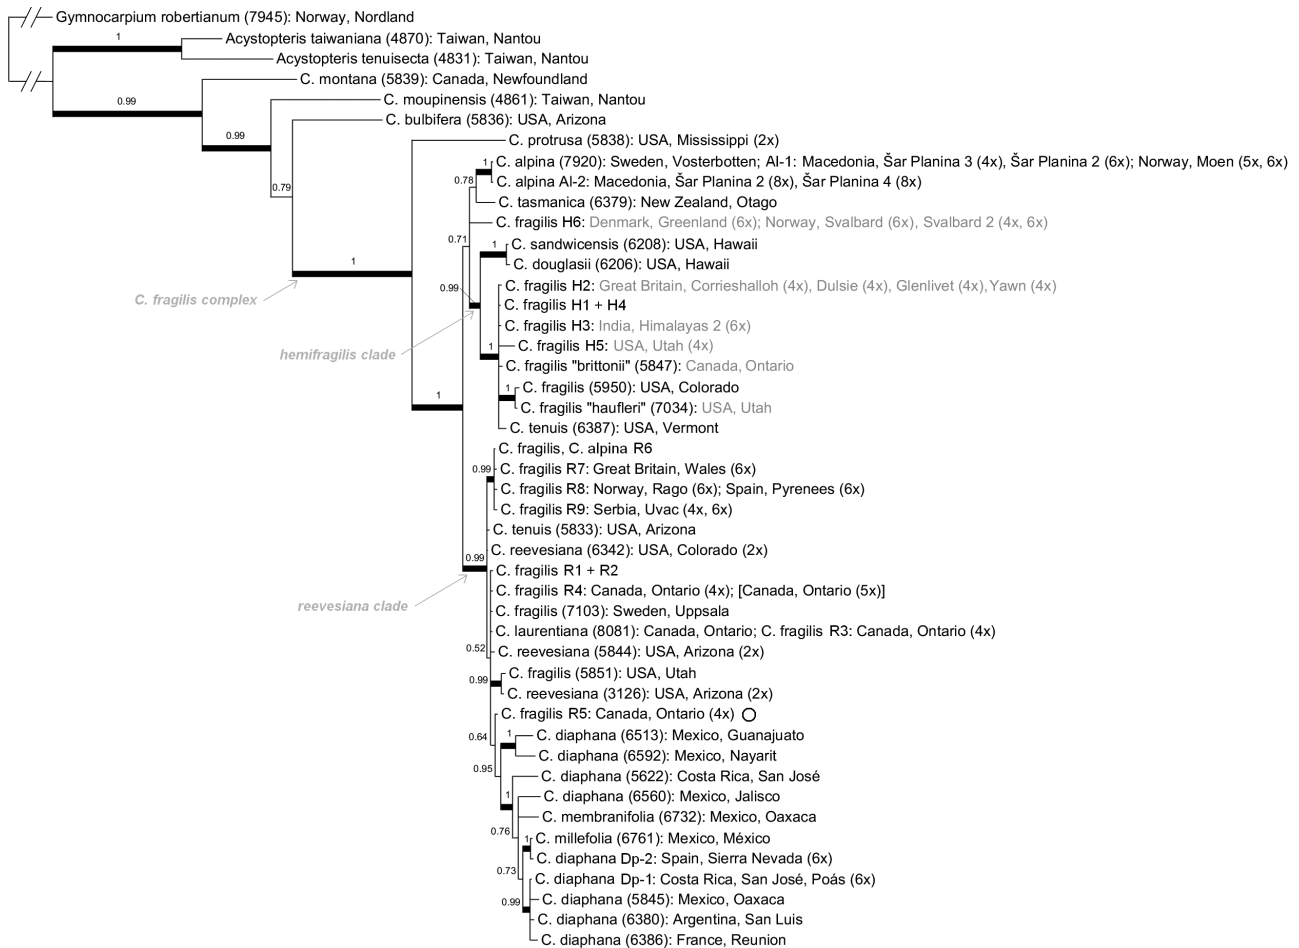 Gymnocarpium robertianum (7945): Norway, Nordland
1
Acystopteris taiwaniana (4870): Taiwan, Nantou
Acystopteris tenuisecta (4831): Taiwan, Nantou
C. montana (5839): Canada, Newfoundland
0.99
C. moupinensis (4861): Taiwan, Nantou
C. bulbifera (5836): USA, Arizona
0.99
C. protrusa (5838): USA, Mississippi (2x)
1
C. alpina (7920): Sweden, Vosterbotten; Al-1: Macedonia, Šar Planina 3 (4x), Šar Planina 2 (6x); Norway, Moen (5x, 6x)
0.78
C. alpina Al-2: Macedonia, Šar Planina 2 (8x), Šar Planina 4 (8x)
0.79
C. tasmanica (6379): New Zealand, Otago
C. fragilis H6: Denmark, Greenland (6x); Norway, Svalbard (6x), Svalbard 2 (4x, 6x)
0.71
1
C. sandwicensis (6208): USA, Hawaii
1
C. douglasii (6206): USA, Hawaii
0.99
C. fragilis H2: Great Britain, Corrieshalloh (4x), Dulsie (4x), Glenlivet (4x), Yawn (4x)
C. fragilis complex
C. fragilis H1 + H4
C. fragilis H3: India, Himalayas 2 (6x)
1
C. fragilis H5: USA, Utah (4x)
hemifragilis clade
C. fragilis "brittonii" (5847): Canada, Ontario
1
C. fragilis (5950): USA, Colorado
1
C. fragilis "haufleri" (7034): USA, Utah
C. tenuis (6387): USA, Vermont
C. fragilis, C. alpina R6
0.99
C. fragilis R7: Great Britain, Wales (6x)
C. fragilis R8: Norway, Rago (6x); Spain, Pyrenees (6x)
C. fragilis R9: Serbia, Uvac (4x, 6x)
C. tenuis (5833): USA, Arizona
0.99
C. reevesiana (6342): USA, Colorado (2x)
C. fragilis R1 + R2
C. fragilis R4: Canada, Ontario (4x); [Canada, Ontario (5x)]
reevesiana clade
C. fragilis (7103): Sweden, Uppsala
C. laurentiana (8081): Canada, Ontario; C. fragilis R3: Canada, Ontario (4x)
0.52
C. reevesiana (5844): USA, Arizona (2x)
C. fragilis (5851): USA, Utah
0.99
C. reevesiana (3126): USA, Arizona (2x)
C. fragilis R5: Canada, Ontario (4x)
0.64
1
C. diaphana (6513): Mexico, Guanajuato
C. diaphana (6592): Mexico, Nayarit
0.95
C. diaphana (5622): Costa Rica, San José
1
C. diaphana (6560): Mexico, Jalisco
C. membranifolia (6732): Mexico, Oaxaca
0.76
1
C. millefolia (6761): Mexico, México
C. diaphana Dp-2: Spain, Sierra Nevada (6x)
0.73
C. diaphana Dp-1: Costa Rica, San José, Poás (6x)
0.99
C. diaphana (5845): Mexico, Oaxaca
C. diaphana (6380): Argentina, San Luis
C. diaphana (6386): France, Reunion